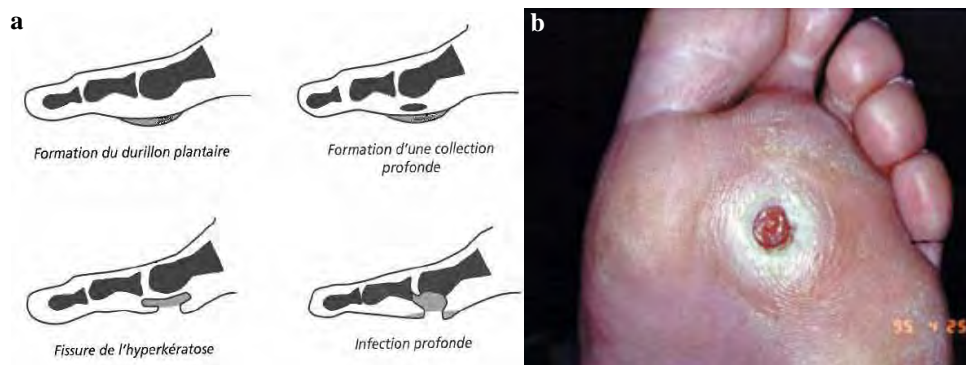 a
b
Formation du durillon plantaire
Formation d'une collection
profonde
Fissure de l'hyperkératose
Infection profonde
95 4 25